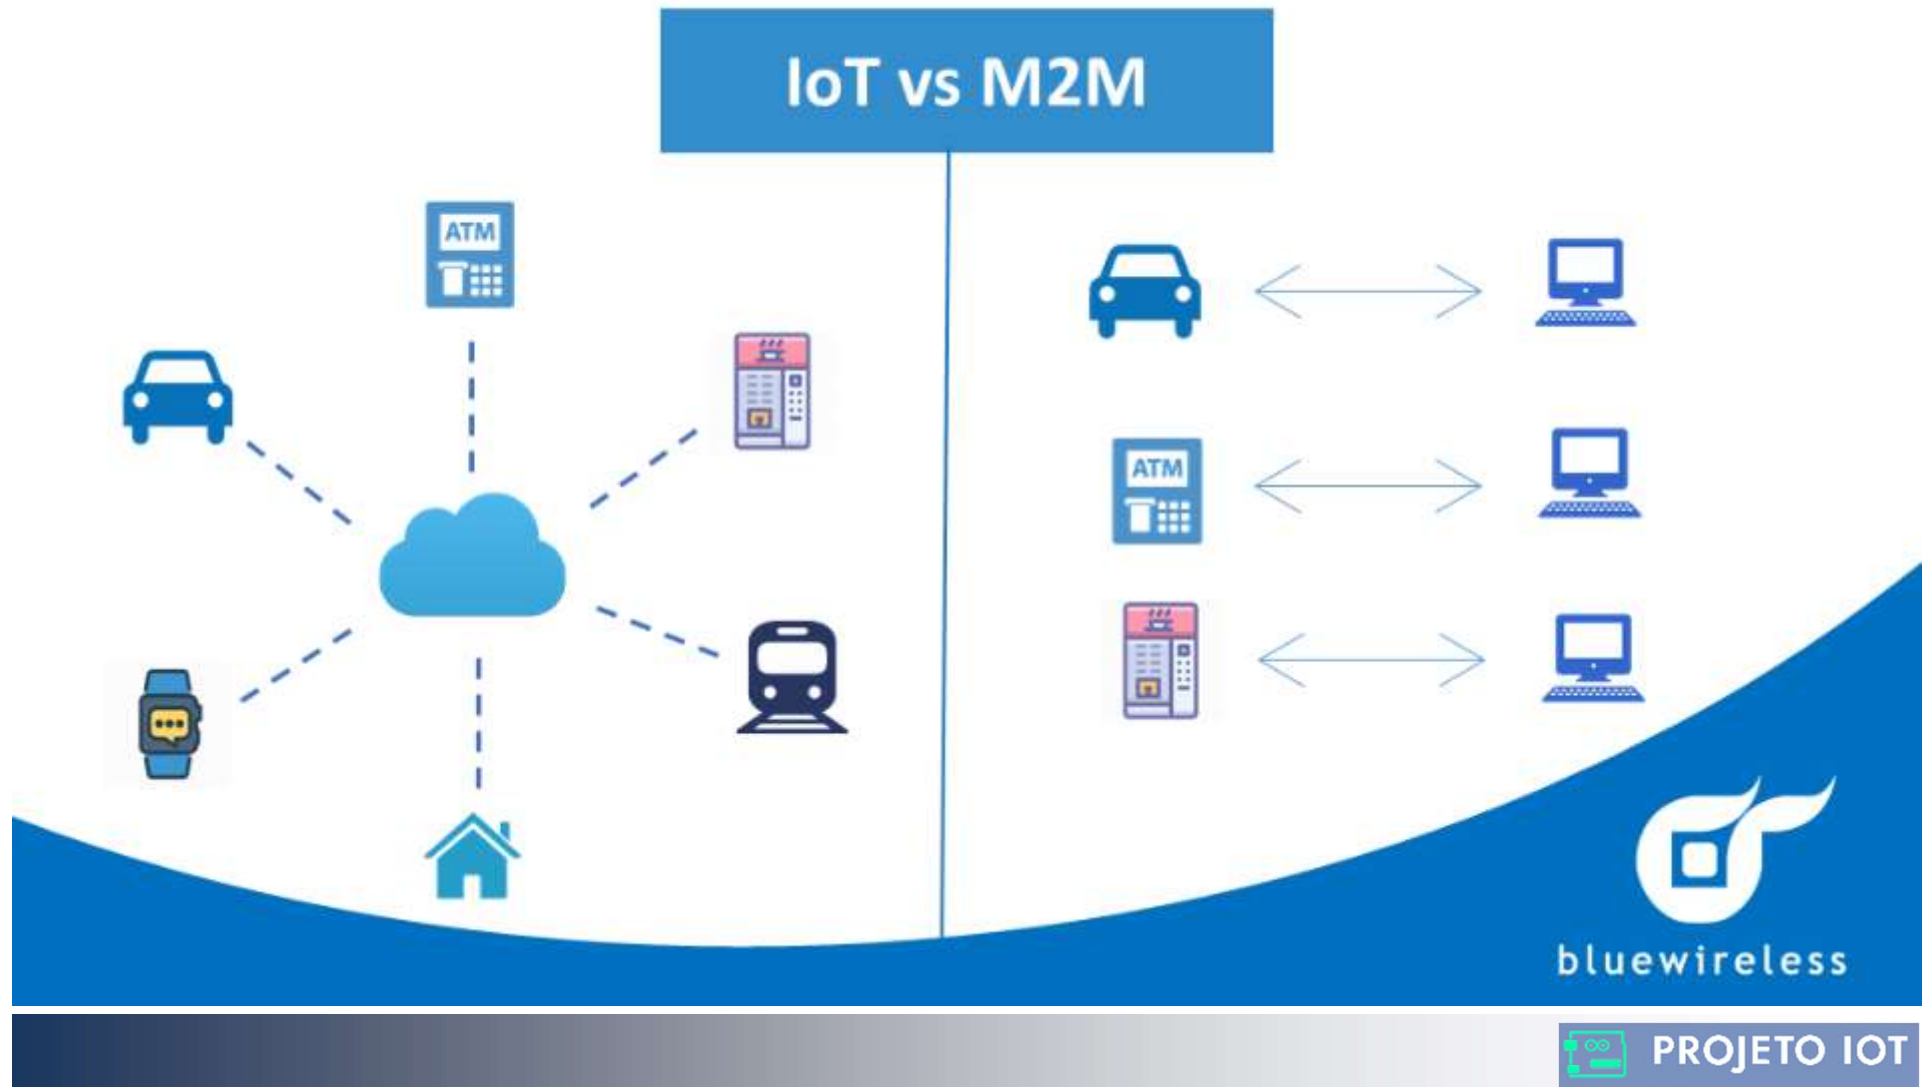 IoT vs M2M
ATM
ATM
bluewireless
PROJETO IOT